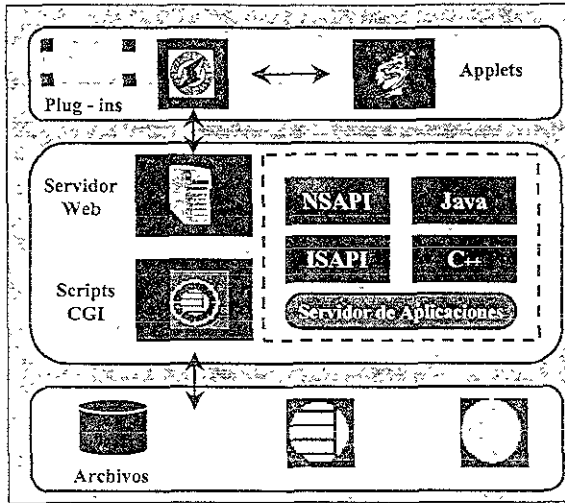 Plug - ins
Applets
Servidor
Web
NSAPI
Java
ISAPI
C++
Scripts
CGI
Servidor de Aplicaciones
Archivos